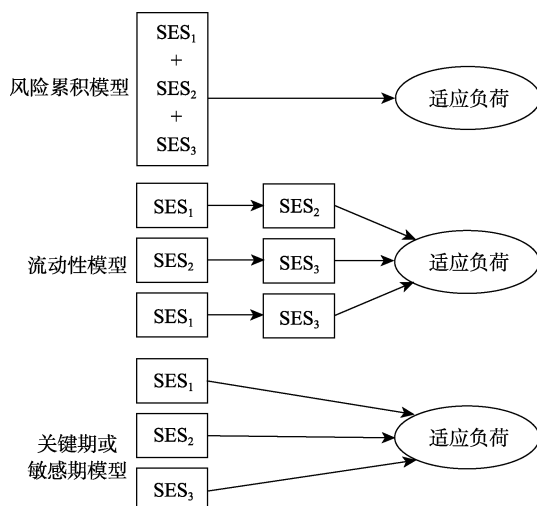 风险累积模型
SES₁
+
SES₂
+
SES₃
适应负荷
流动性模型
SES₁
SES₂
SES₂
SES₃
SES₁
SES₃
适应负荷
关键期或
敏感期模型
SES₁
SES₂
SES₃
适应负荷